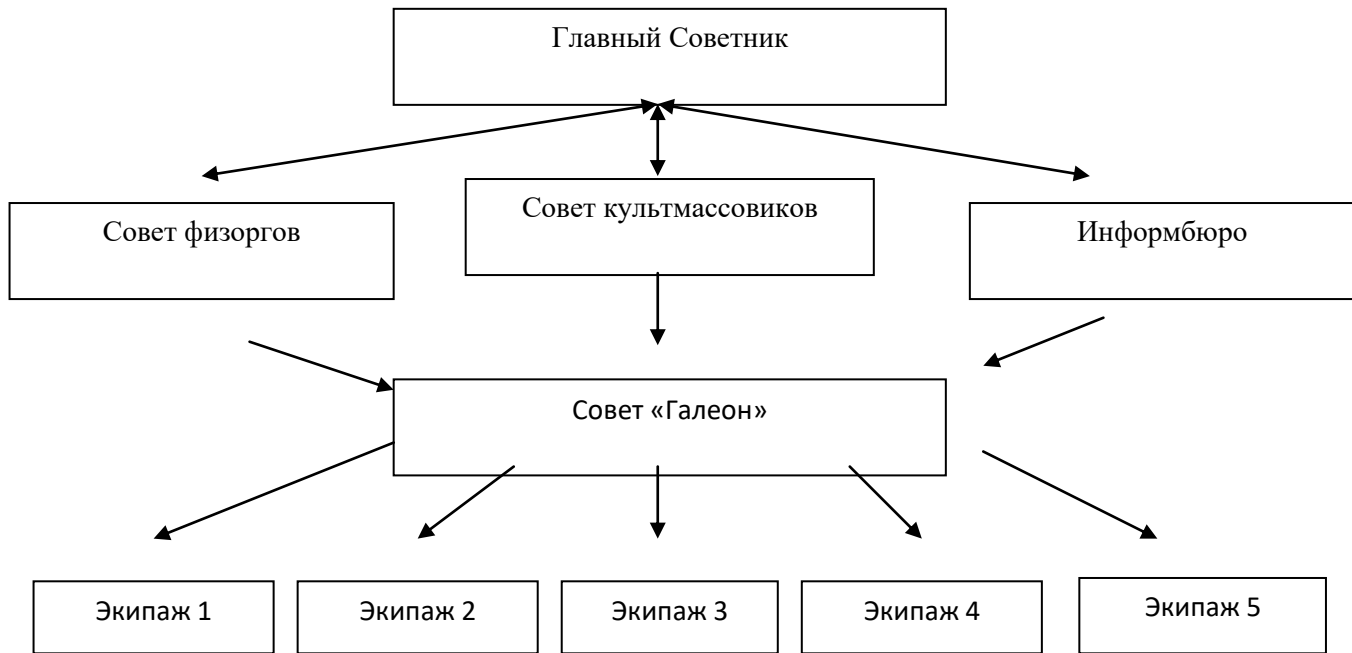 Главный Советник
Совет физоргов
Совет культмассовиков
Информбюро
Совет «Галеон»
Экипаж 1
Экипаж 2
Экипаж 3
Экипаж 4
Экипаж 5